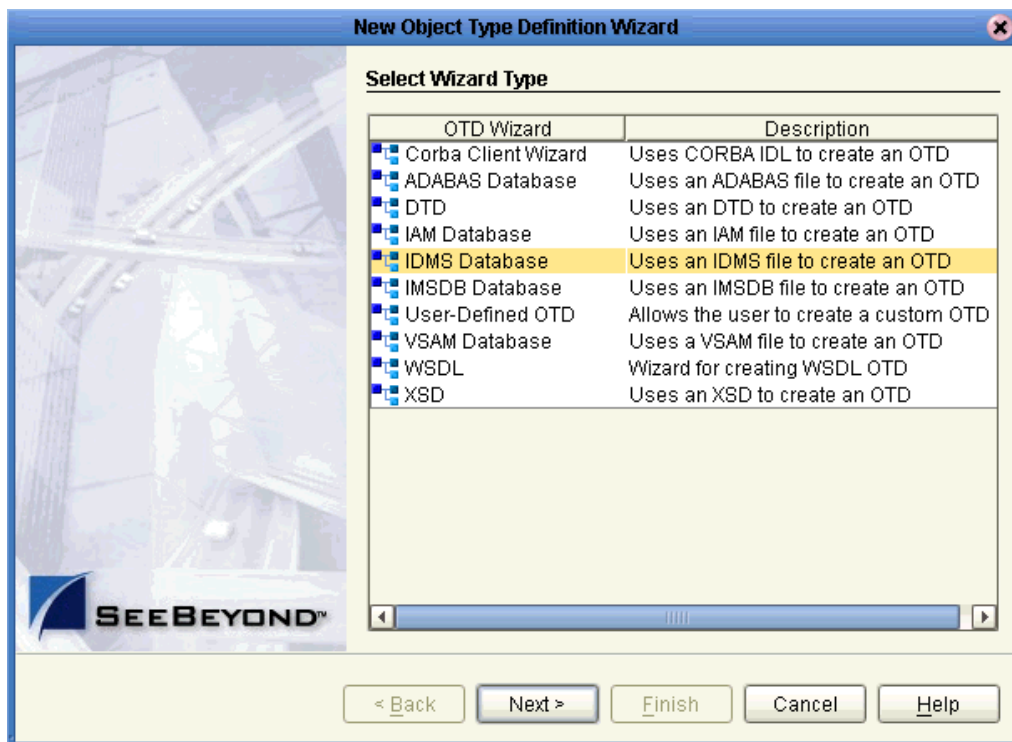 New Object Type Definition Wizard
Select Wizard Type
OTD Wizard Description
Corba Client Wizard Uses CORBA IDL to create an OTD
ADABAS Database Uses an ADABAS file to create an OTD
DTD Uses an DTD to create an OTD
IAM Database Uses an IAM file to create an OTD
IDMS Database Uses an IDMS file to create an OTD
IMSDB Database Uses an IMSDB file to create an OTD
User-Defined OTD Allows the user to create a custom OTD
VSAM Database Uses a VSAM file to create an OTD
WSDL Wizard for creating WSDL OTD
XSD Uses an XSD to create an OTD
SEEBEYOND™
< Back Next > Finish Cancel Help